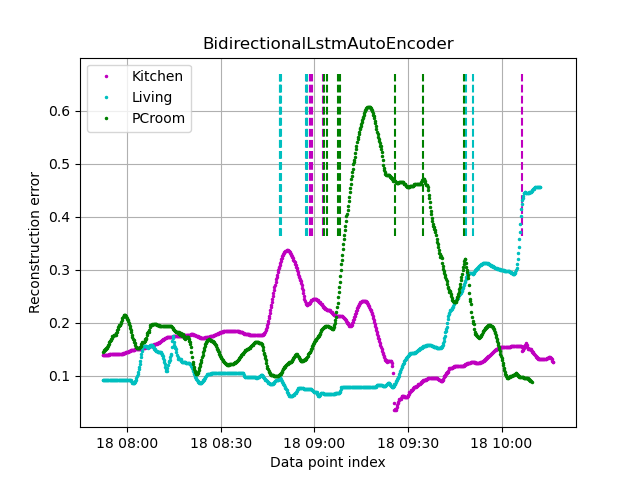 BidirectionalLstmAutoEncoder
Kitchen
Living
PCroom
Reconstruction error
0.6
0.5
0.4
0.3
0.2
0.1
18 08:00 18 08:30 18 09:00 18 09:30 18 10:00
Data point index